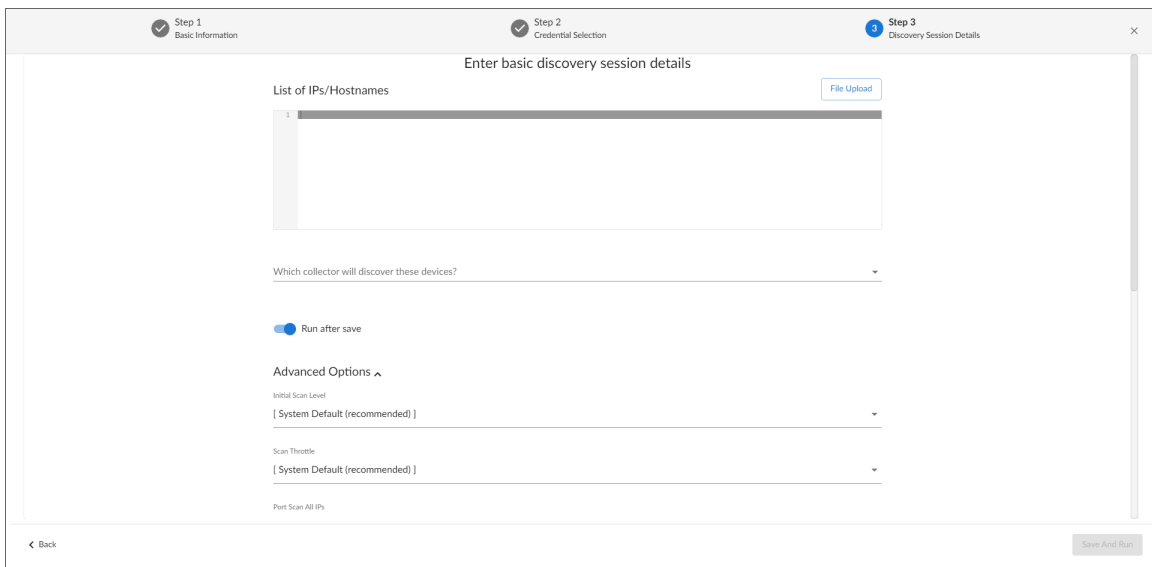 Step 1
Basic Information
Step 2
Credential Selection
3
Step 3
Discovery Session Details
Enter basic discovery session details
List of IPs/Hostnames
File Upload
1
Which collector will discover these devices?
Run after save
Advanced Options
Initial Scan Level
[ System Default (recommended) ]
Scan Throttle
[ System Default (recommended) ]
Port Scan All IPs
Back
Save And Run